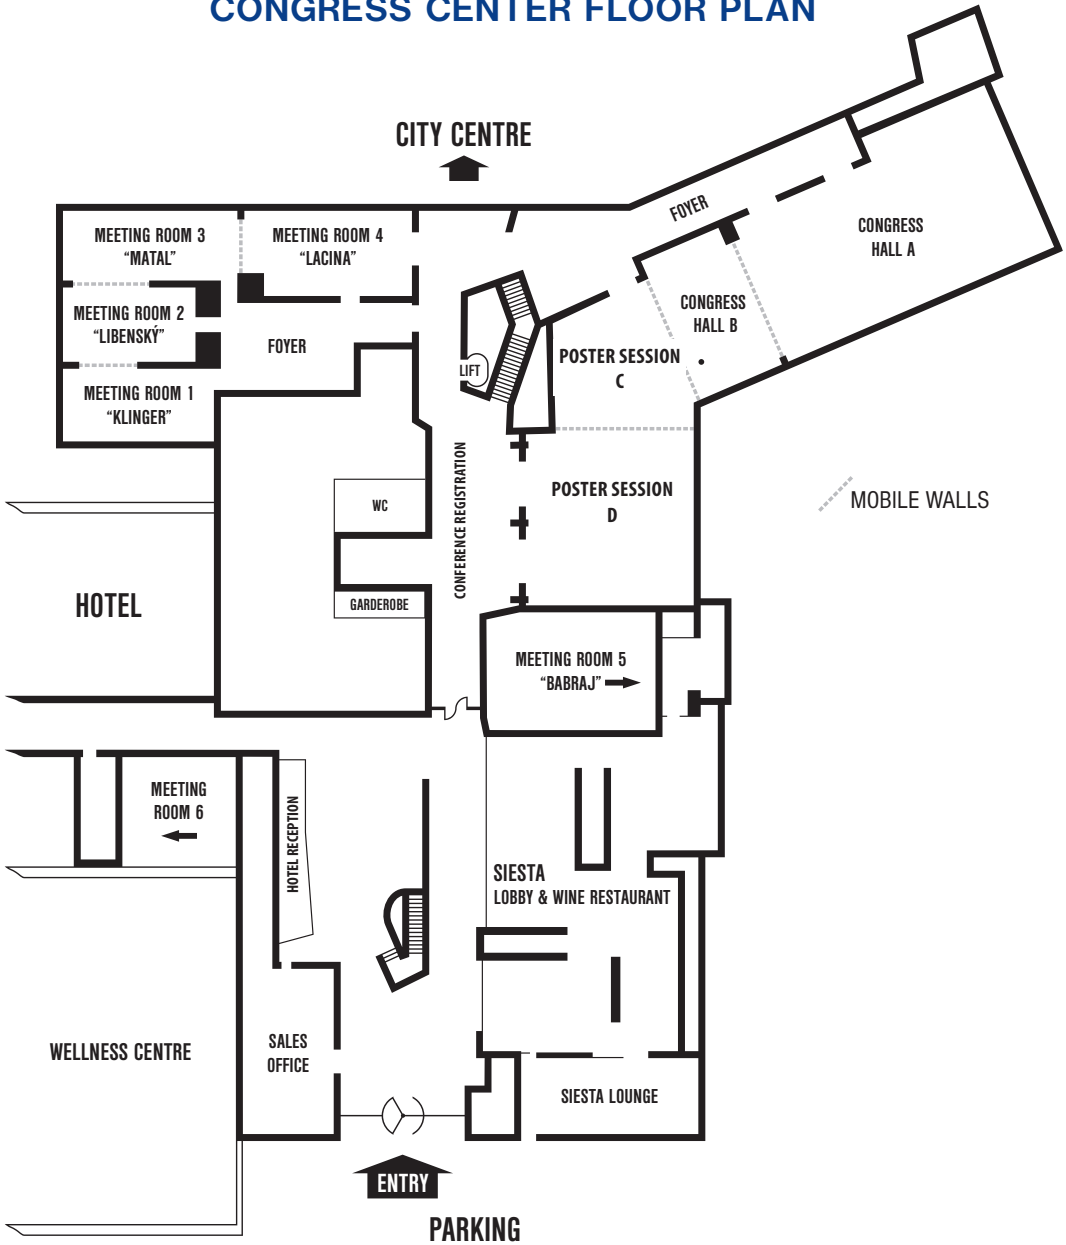 CONGRESS CENTER FLOOR PLAN
CITY CENTRE
FOYER
MEETING ROOM 3
“MATAL”
MEETING ROOM 4
“LACINA”
CONGRESS
HALL A
MEETING ROOM 2
“LIBENSKÝ”
CONGRESS
HALL B
FOYER
POSTER SESSION
C
LIFT
MEETING ROOM 1
“KLINGER”
CONFERENCE REGISTRATION
WC
POSTER SESSION
D
MOBILE WALLS
HOTEL
GARDEROBE
MEETING ROOM 5
“BABRAJ”
MEETING
ROOM 6
HOTEL RECEPTION
SIESTA
LOBBY & WINE RESTAURANT
WELLNESS CENTRE
SALES
OFFICE
SIESTA LOUNGE
ENTRY
PARKING